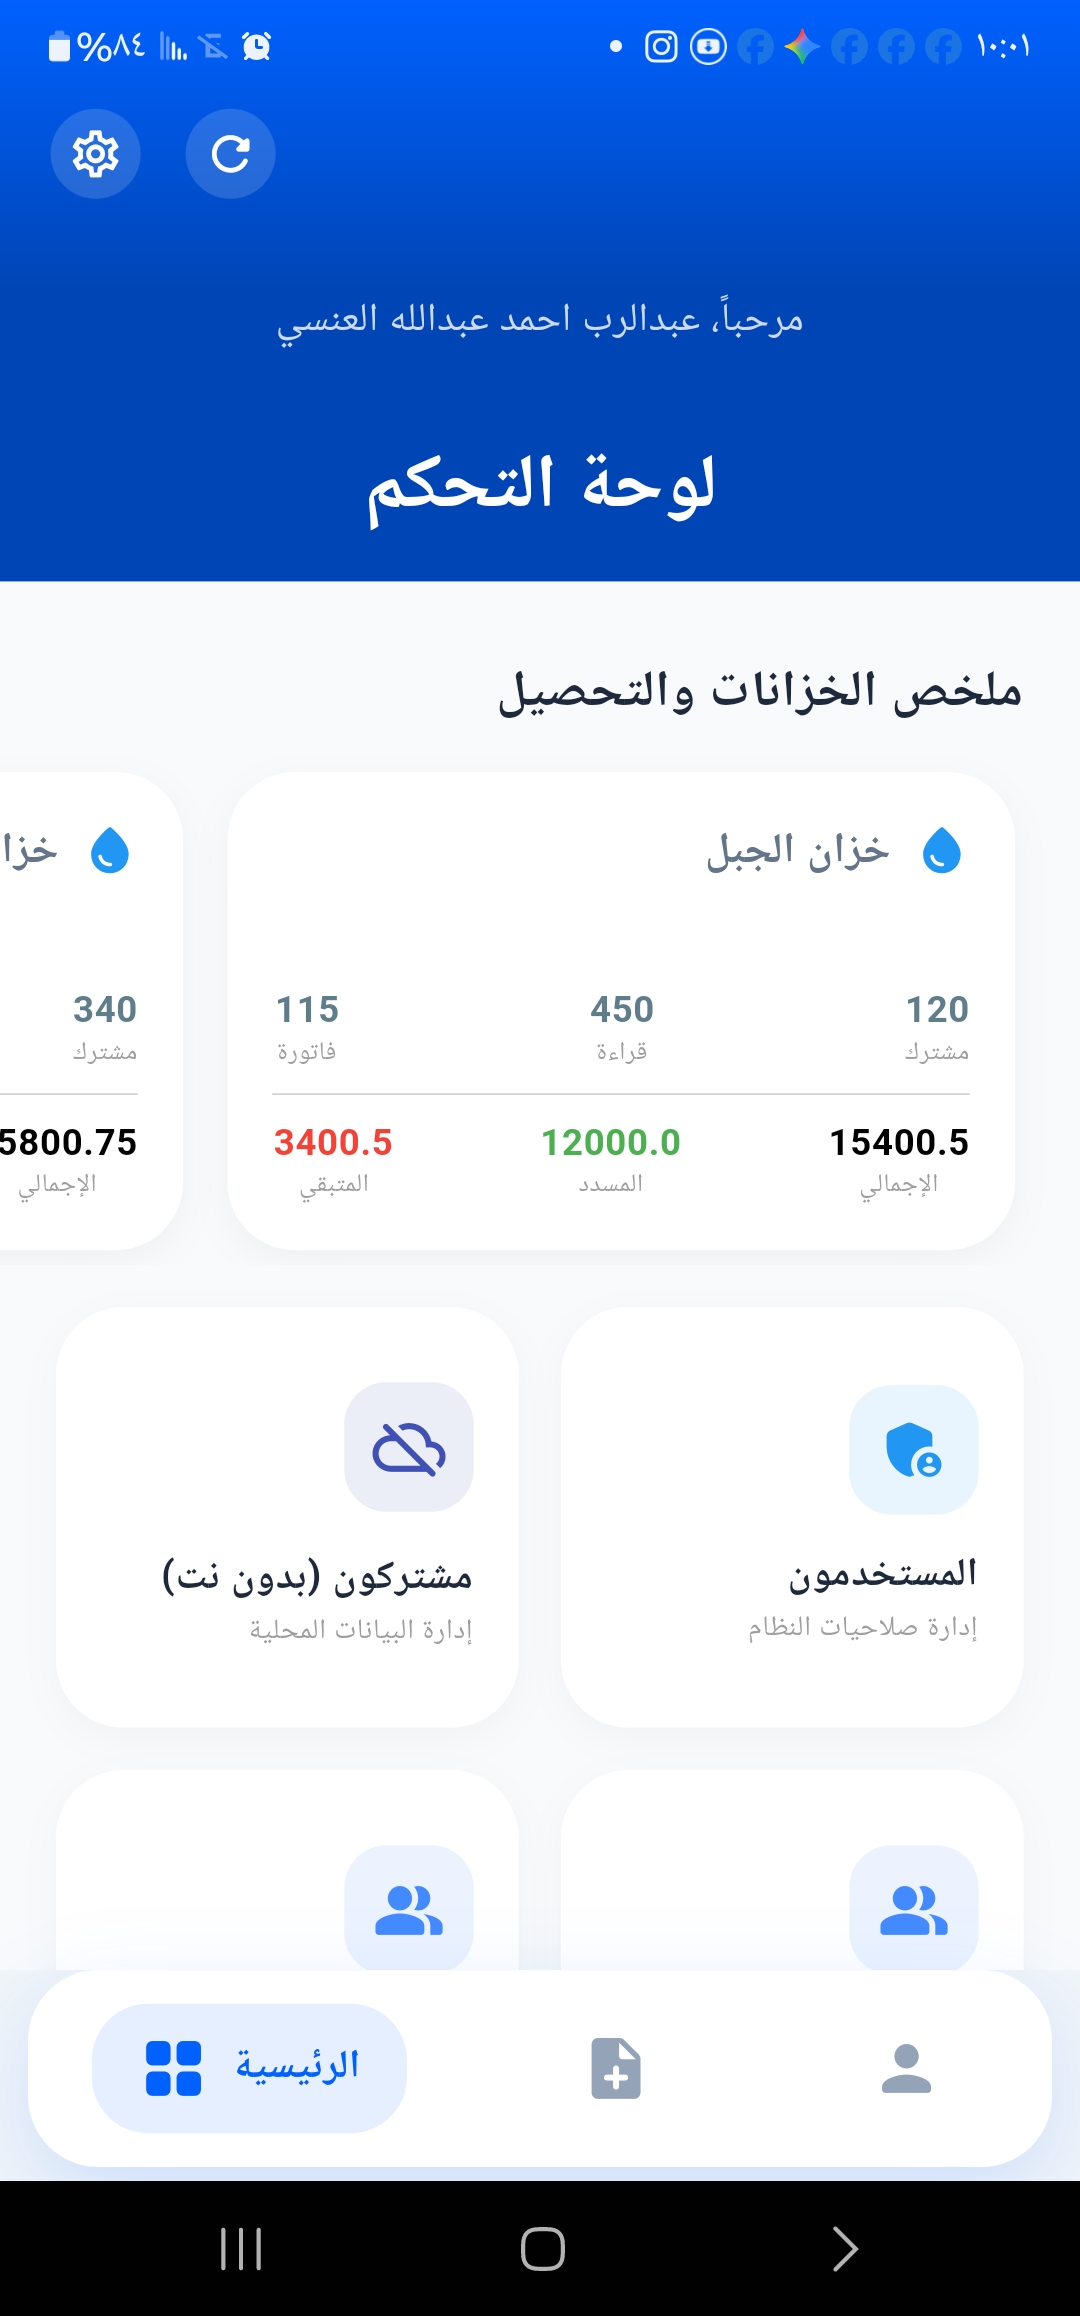 ١٠:٠١
%٨٤
مرحباً، عبدالرب احمد عبدالله العنسي
لوحة التحكم
ملخص الخزانات والتحصيل
خزان الجبل
120 450 115
مشترك قراءة فاتورة
15400.5 12000.0 3400.5
الإجمالي المسدد المتبقي
خزا
340
مشترك
5800.75
الإجمالي
المستخدمون
إدارة صلاحيات النظام
مشتركون (بدون نت)
إدارة البيانات المحلية
الرئيسية